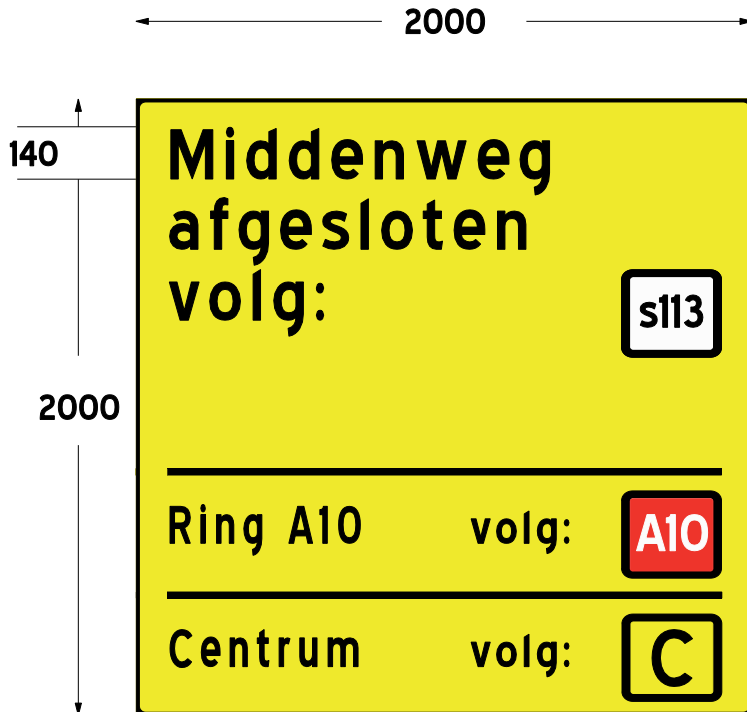 2000
140
Middenweg
afgesloten
volg:
s113
2000
Ring A10 volg: A10
Centrum volg: C